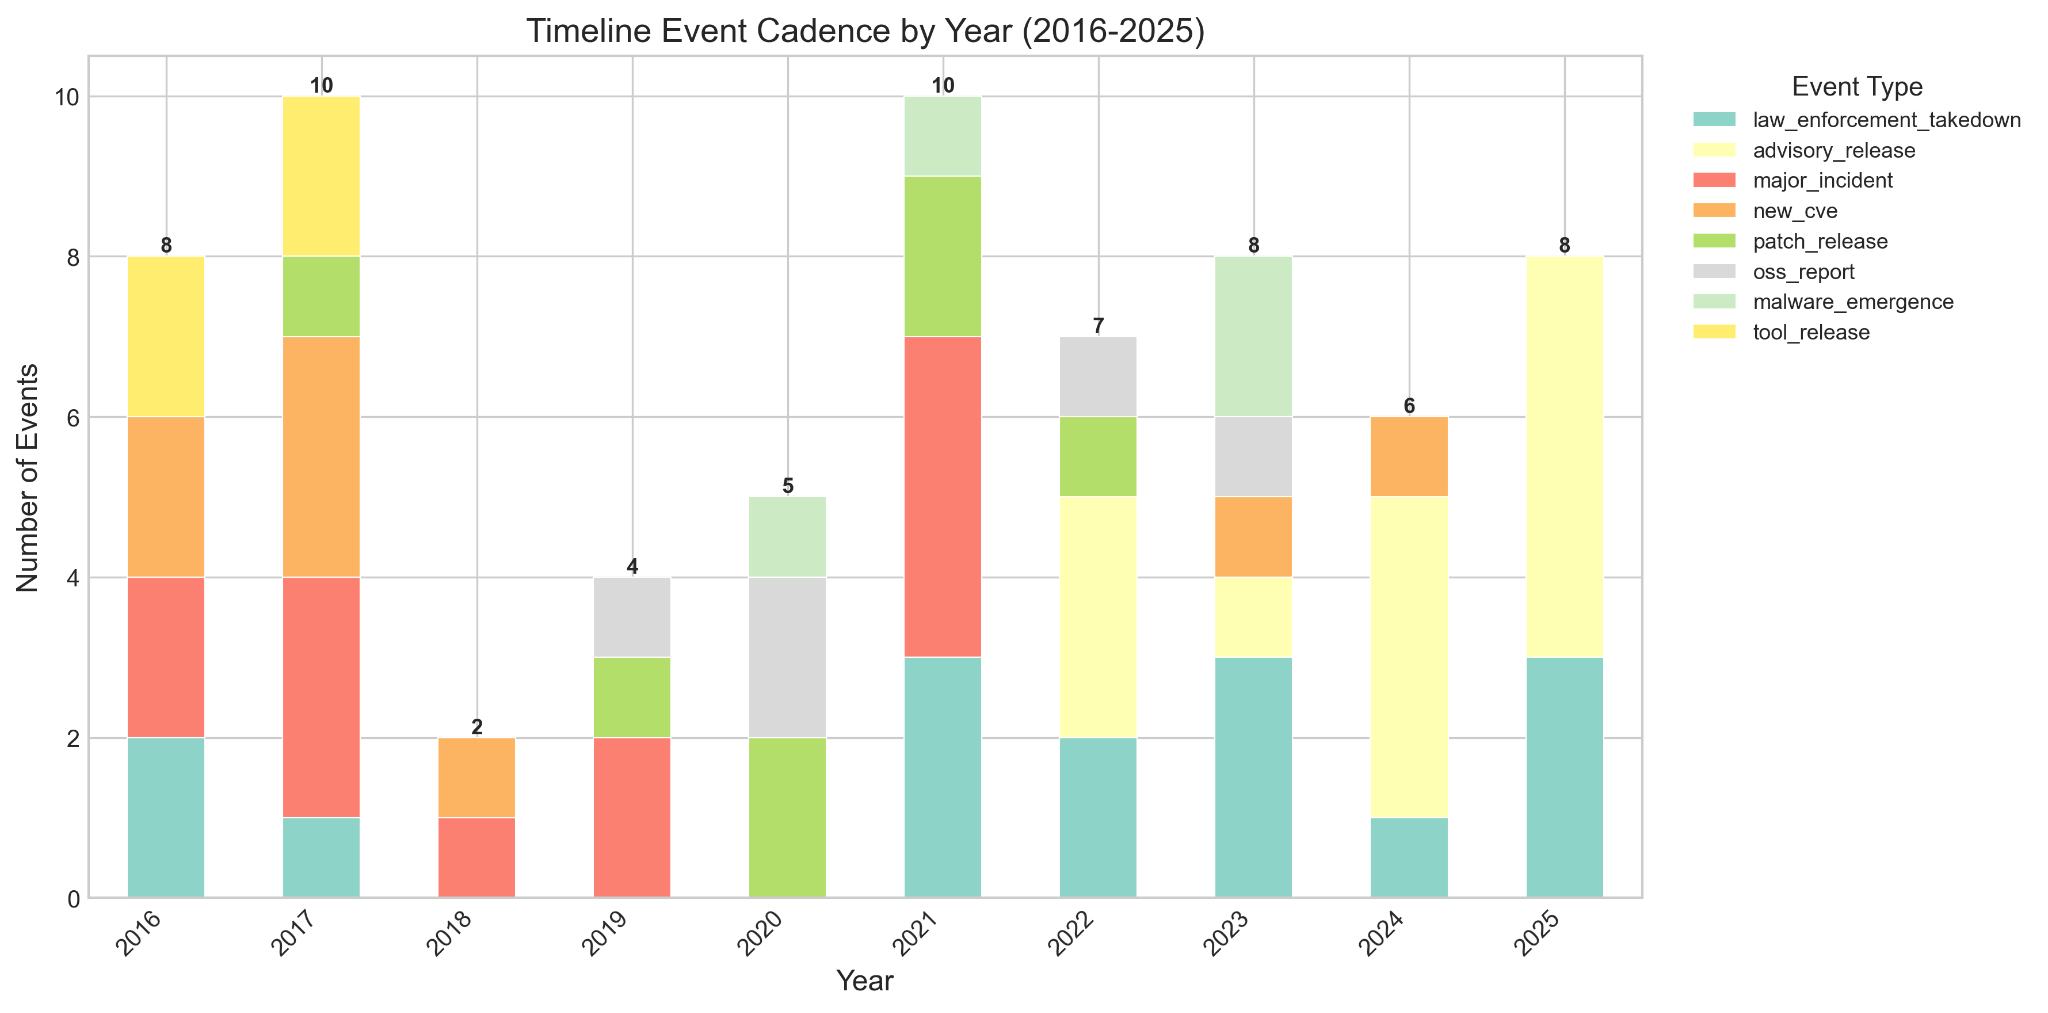 Timeline Event Cadence by Year (2016-2025)
Number of Events
10
8
6
4
2
0
8
10
2
4
5
10
7
8
6
8
2016
2017
2018
2019
2020
2021
2022
2023
2024
2025
Year
Event Type
law_enforcement_takedown
advisory_release
major_incident
new_cve
patch_release
oss_report
malware_emergence
tool_release